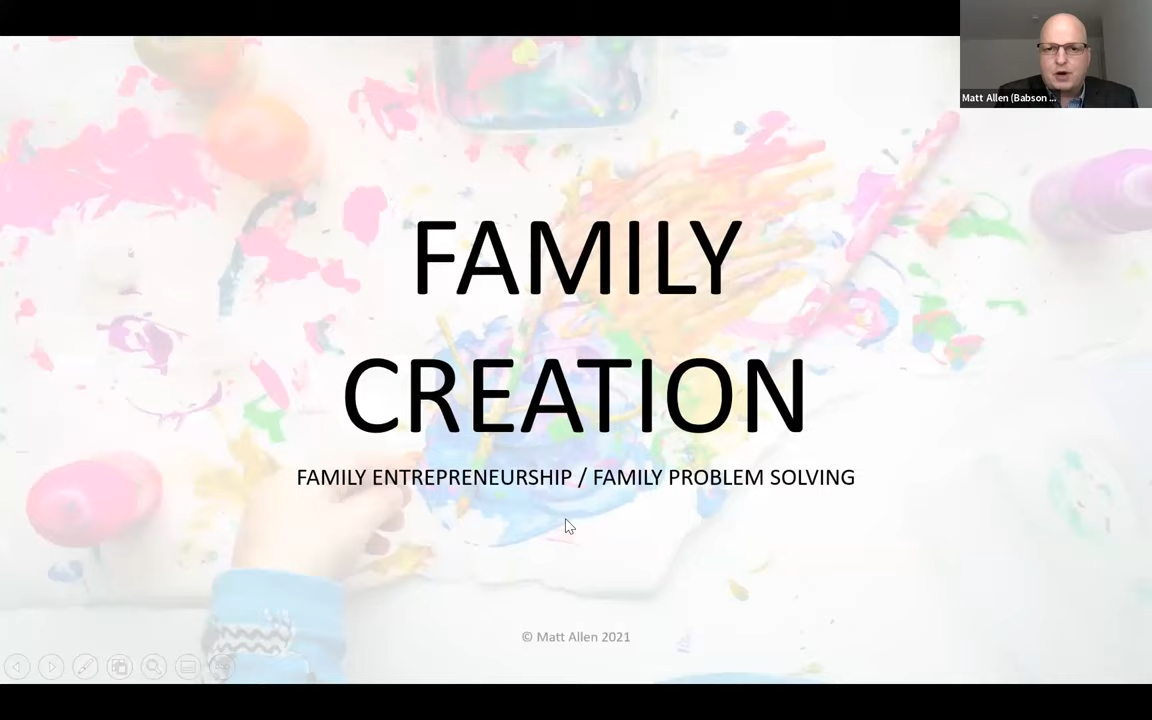 Matt Allen (Babson ...
FAMILY
CREATION
FAMILY ENTREPRENEURSHIP / FAMILY PROBLEM SOLVING
© Matt Allen 2021